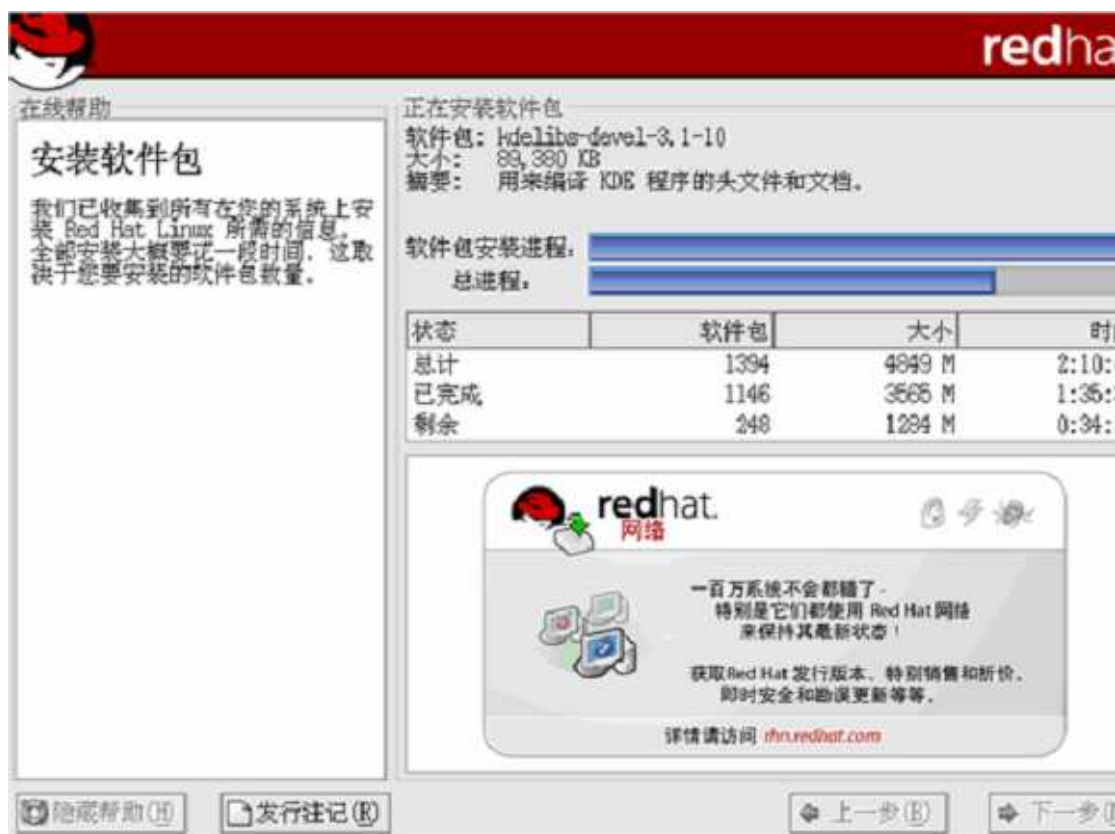 redha
在线帮助
安装软件包
我们已收集到所有在您的系统上安
装 Red Hat Linux 所需的信息。
全部安装大概要花一段时间，这取
决于您要安装的软件包数量。
正在安装软件包
软件包: kdelibs-devel-3.1-10
大小: 89,380 KB
摘要: 用来编译 KDE 程序的头文件和文档。
软件包安装进程:
总进程:
状态 软件包 大小
总计 1394 4849 M 2:10:
已完成 1146 3565 M 1:35:
剩余 248 1284 M 0:34:
redhat.
网络
一百万系统不会都错了 -
特别是它们都使用 Red Hat 网络
来保持其最新状态！
获取Red Hat 发行版本、特别销售和折价、
即时安全和勘误更新等等。
详情请访问 rhn.redhat.com
隐藏帮助(H) 发行注记(R) 上一步(B) 下一步